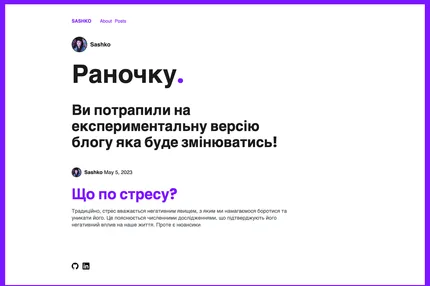 SASHKO About Posts
Sashko
Раночку.
Ви потрапили на
експериментальну версію
блогу яка буде змінюватись!
Sashko May 5, 2023
Що по стресу?
Традиційно, стрес вважається негативним явищем, з яким ми намагаємося боротися та
уникати його. Це пояснюється численними дослідженнями, що підтверджують його
негативний вплив на наше життя. Проте є нюанси